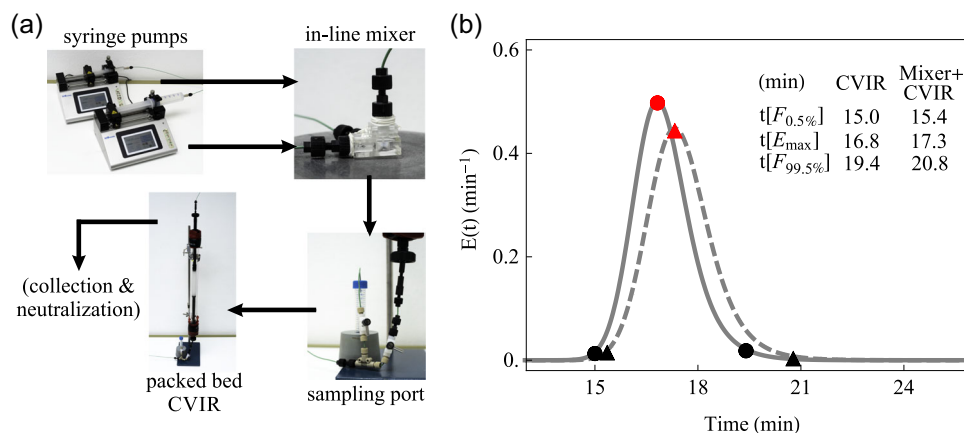 (a)
syringe pumps
in-line mixer
(collection &
neutralization)
packed bed
CVIR
sampling port
(b)
E(t) (min⁻¹)
0.6
0.4
0.2
0.
15
18
21
24
Time (min)
(min) CVIR Mixer+ CVIR
t[F0.5%] 15.0 15.4
t[Emax] 16.8 17.3
t[F99.5%] 19.4 20.8